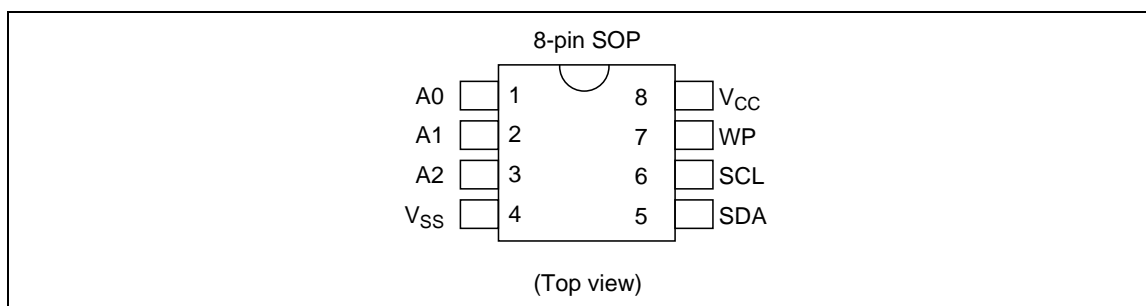 8-pin SOP
A0 1 8 VCC
A1 2 7 WP
A2 3 6 SCL
VSS 4 5 SDA
(Top view)